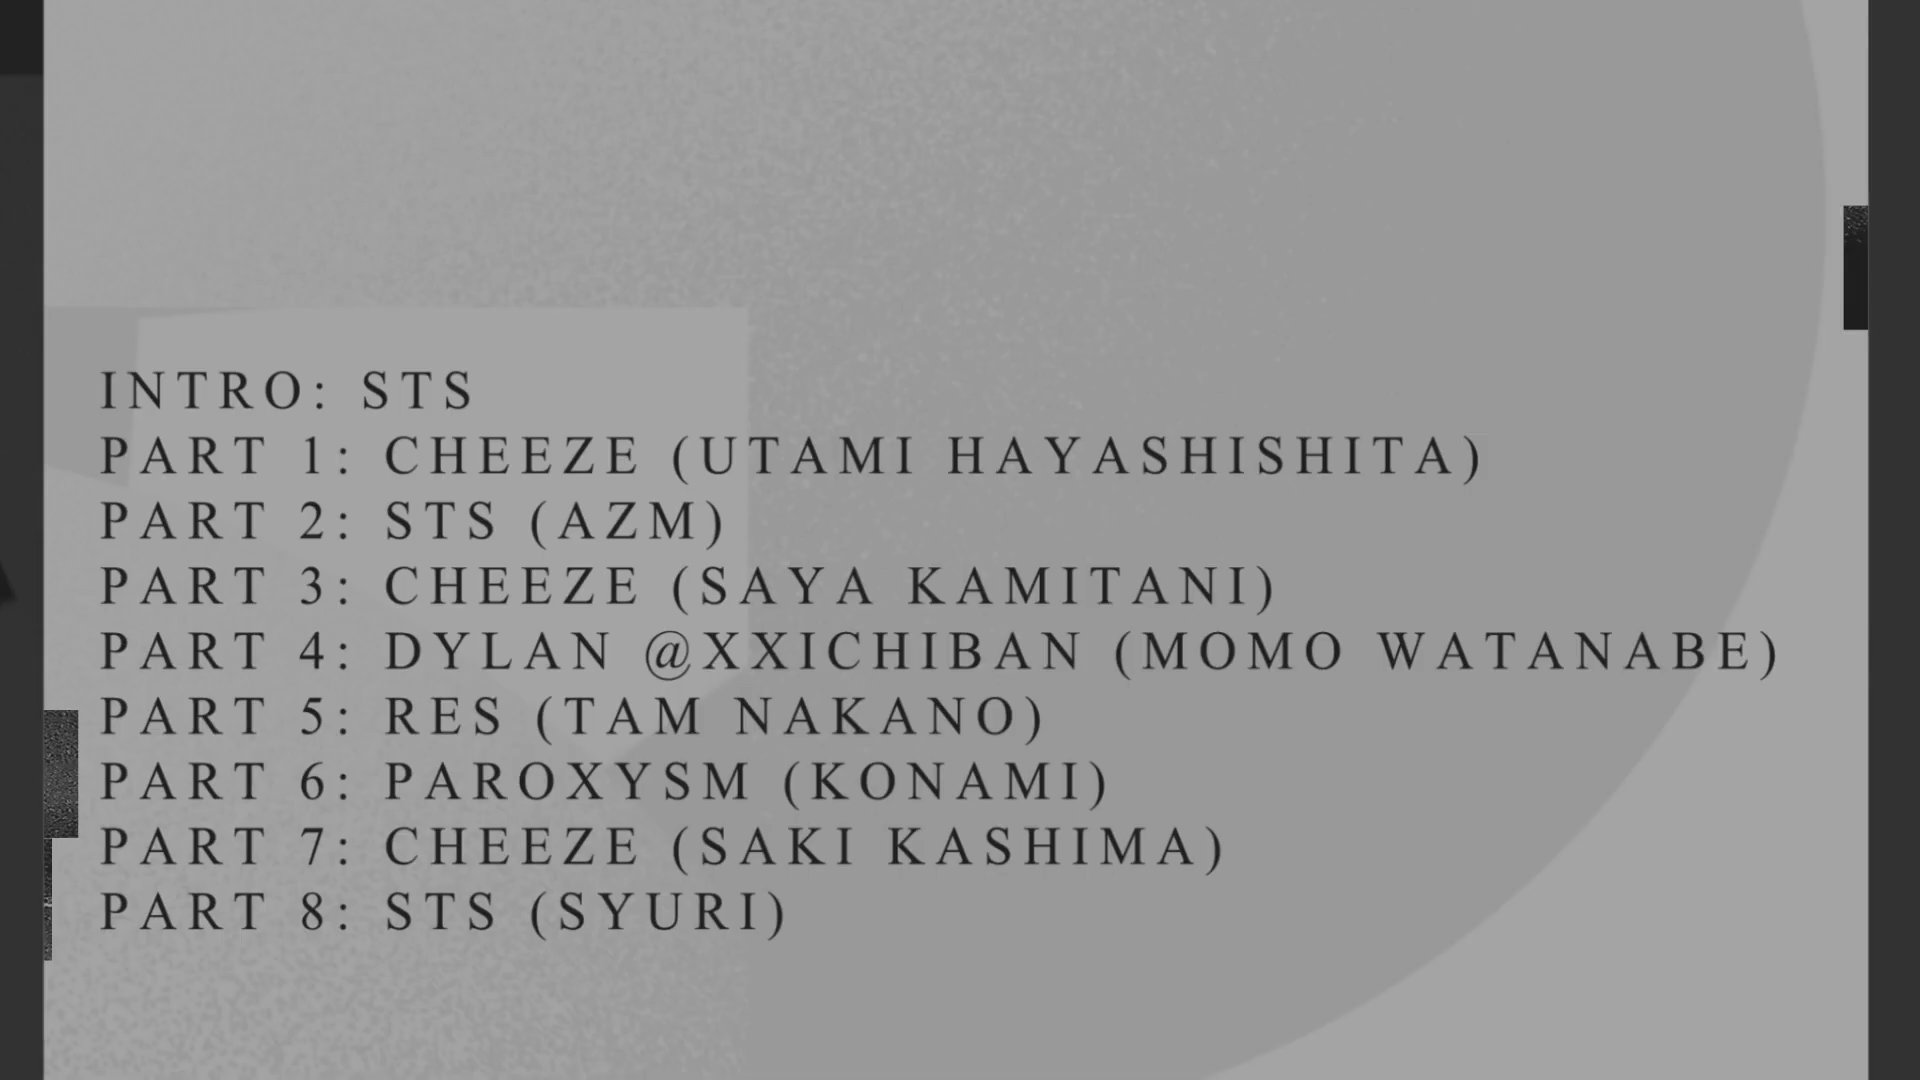 INTRO: STS
PART 1: CHEEZE (UTAMI HAYASHISHITA)
PART 2: STS (AZM)
PART 3: CHEEZE (SAYA KAMITANI)
PART 4: DYLAN @XXICHIBAN (MOMO WATANABE)
PART 5: RES (TAM NAKANO)
PART 6: PAROXYSM (KONAMI)
PART 7: CHEEZE (SAKI KASHIMA)
PART 8: STS (SYURI)